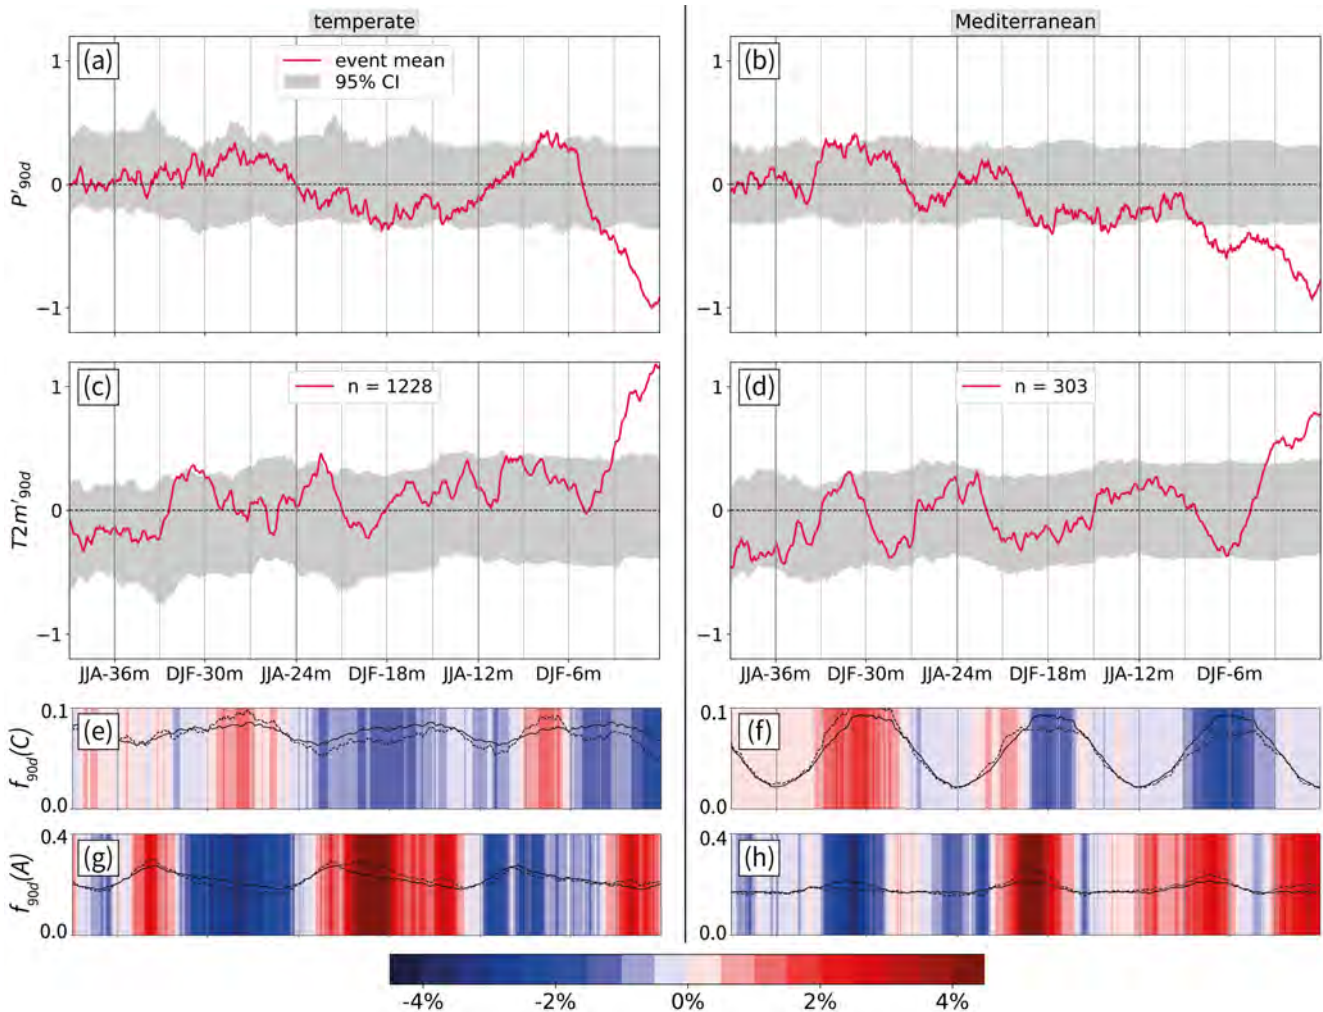 temperate
Mediterranean
(a)
event mean
95% CI
1
0
−1
P'90d
(b)
1
0
−1
(c)
n = 1228
1
0
−1
T2m'90d
(d)
n = 303
1
0
−1
JJA-36m DJF-30m JJA-24m DJF-18m JJA-12m DJF-6m
JJA-36m DJF-30m JJA-24m DJF-18m JJA-12m DJF-6m
(e)
0.1
0.0
f90d(C)
(f)
0.1
0.0
(g)
0.4
0.0
f90d(A)
(h)
0.4
0.0
-4% -2% 0% 2% 4%